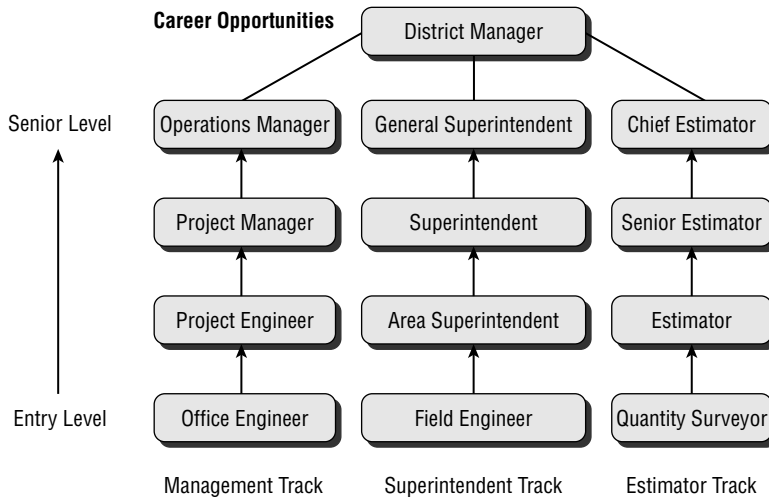 Career Opportunities
District Manager
Senior Level
Operations Manager
General Superintendent
Chief Estimator
Project Manager
Superintendent
Senior Estimator
Project Engineer
Area Superintendent
Estimator
Entry Level
Office Engineer
Field Engineer
Quantity Surveyor
Management Track
Superintendent Track
Estimator Track